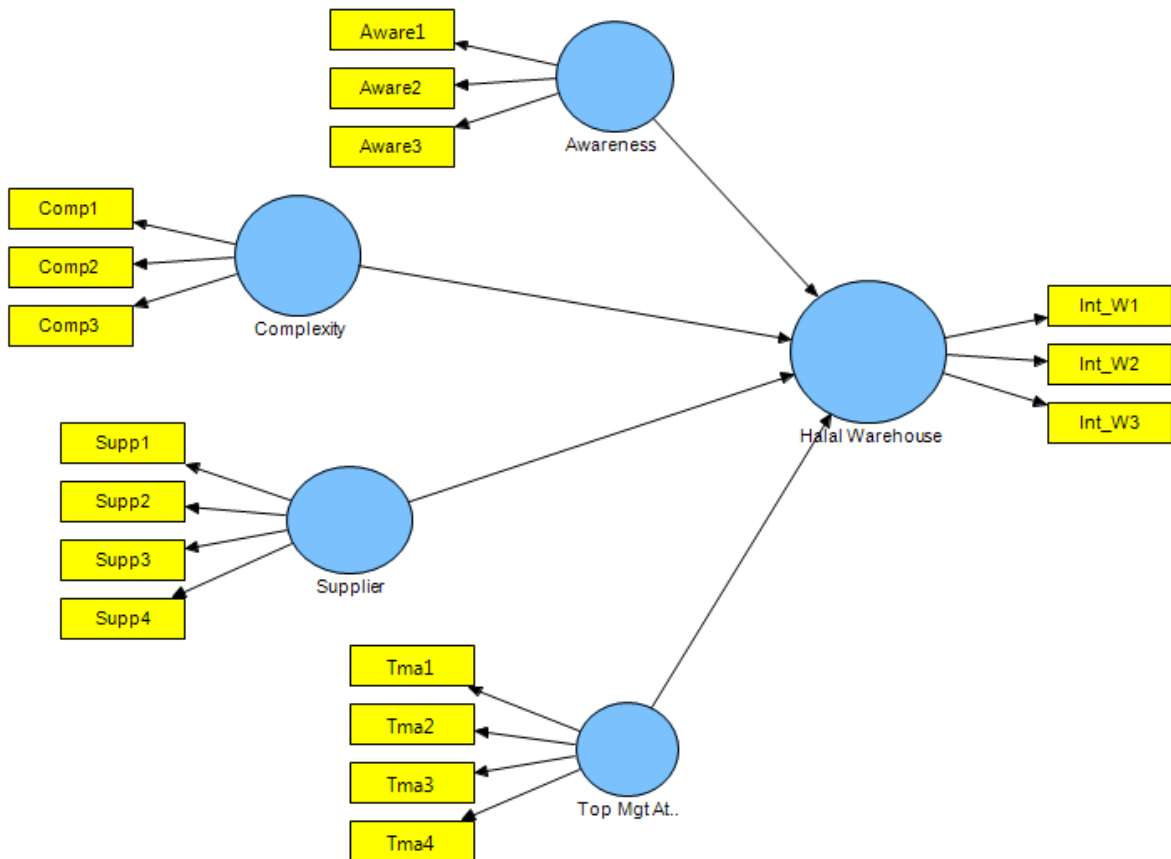 Aware1
Aware2
Aware3
Awareness
Comp1
Comp2
Comp3
Complexity
Int_W1
Int_W2
Int_W3
Halal Warehouse
Supp1
Supp2
Supp3
Supp4
Supplier
Tma1
Tma2
Tma3
Tma4
Top Mgt At..